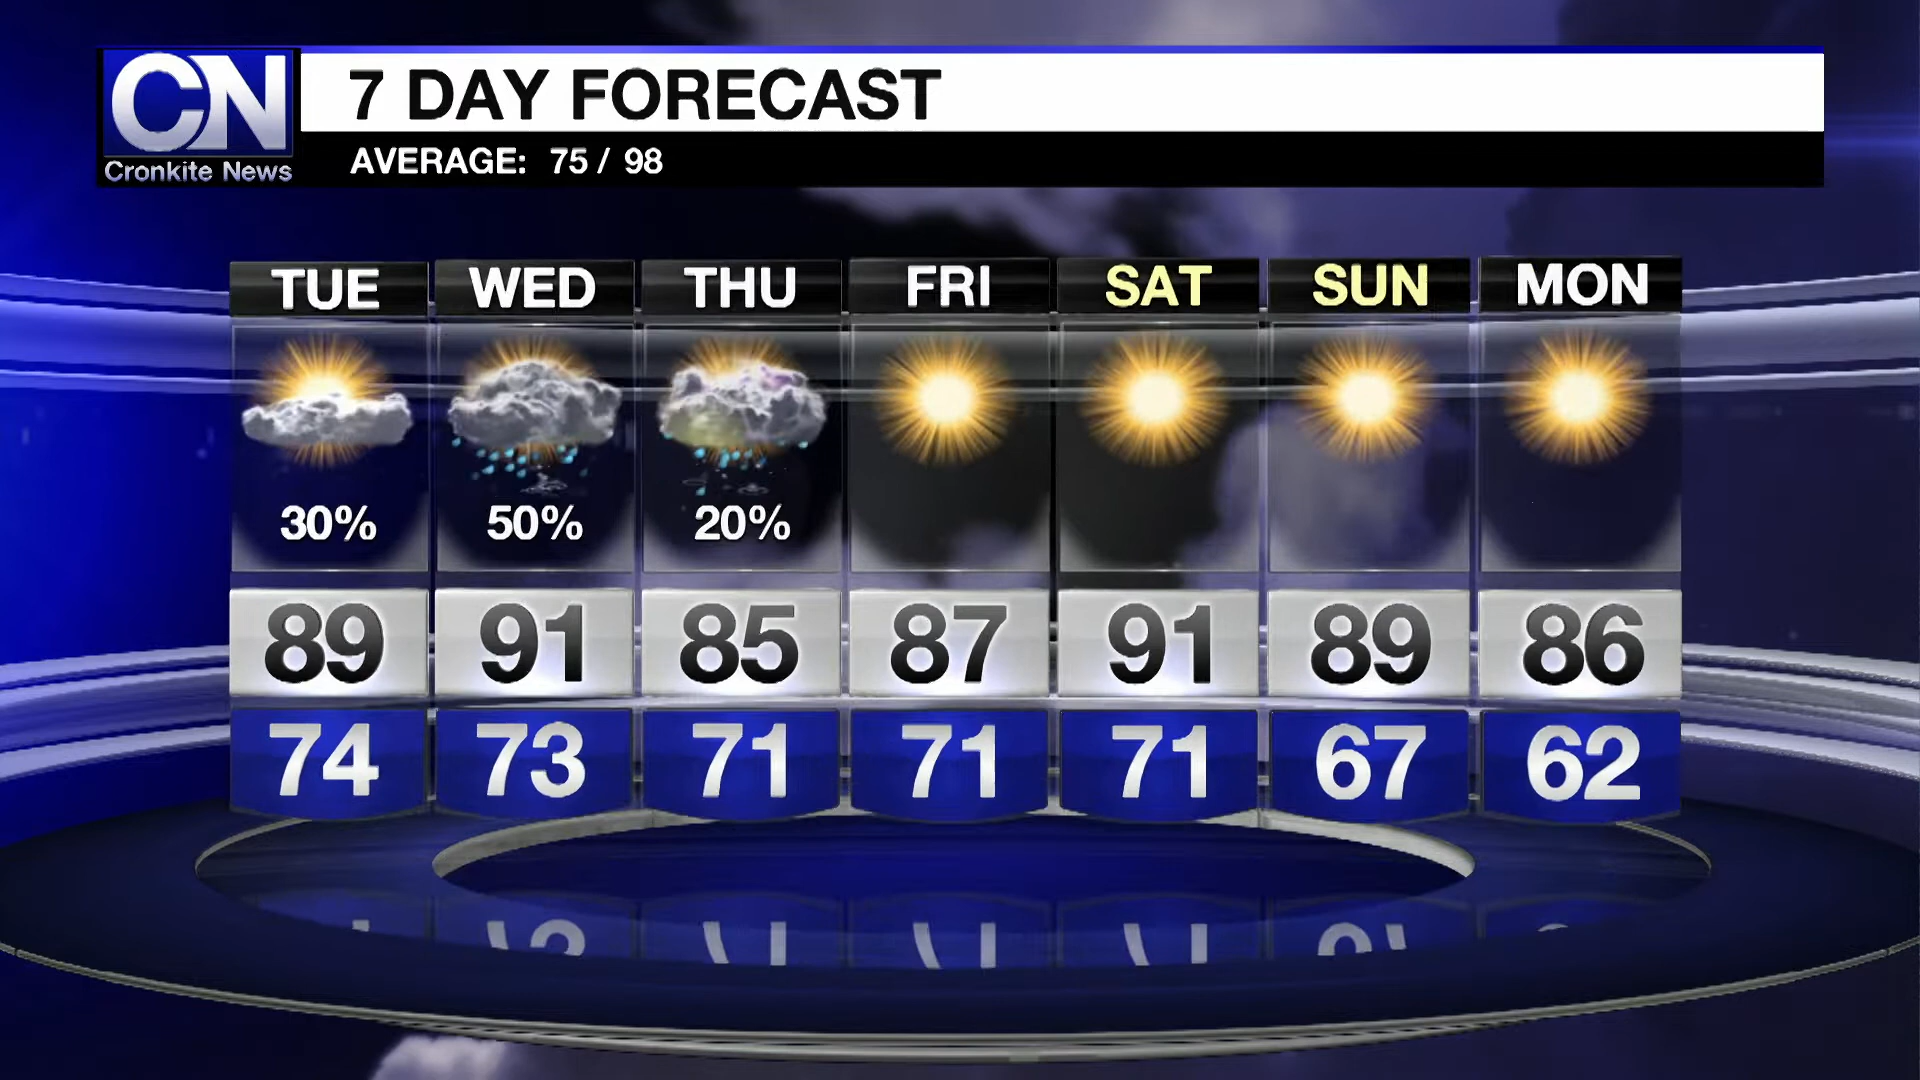 CN
Cronkite News
7 DAY FORECAST
AVERAGE: 75 / 98
TUE WED THU FRI SAT SUN MON
30% 50% 20%
89 91 85 87 91 89 86
74 73 71 71 71 67 62